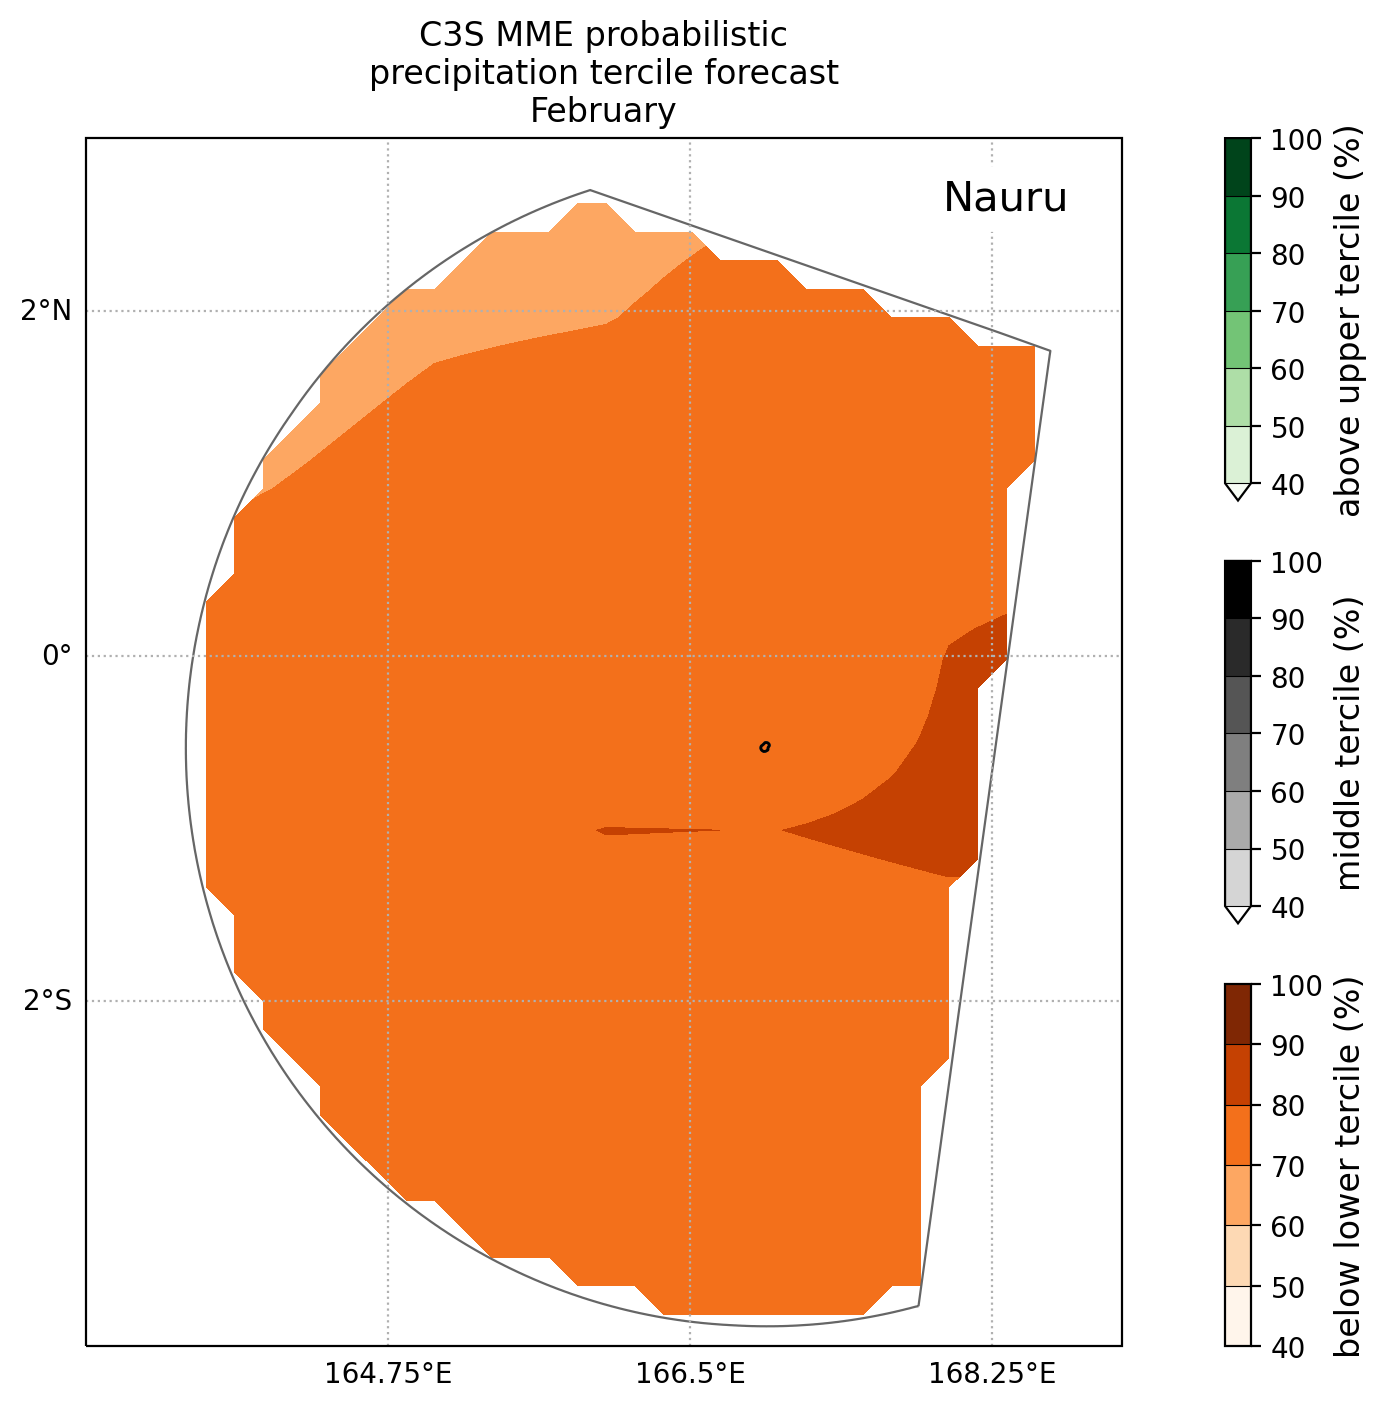 C3S MME probabilistic
precipitation tercile forecast
February
Nauru
2°N
0°
2°S
164.75°E
166.5°E
168.25°E
100
90
80
70
60
50
40
above upper tercile (%)
100
90
80
70
60
50
40
middle tercile (%)
100
90
80
70
60
50
40
below lower tercile (%)